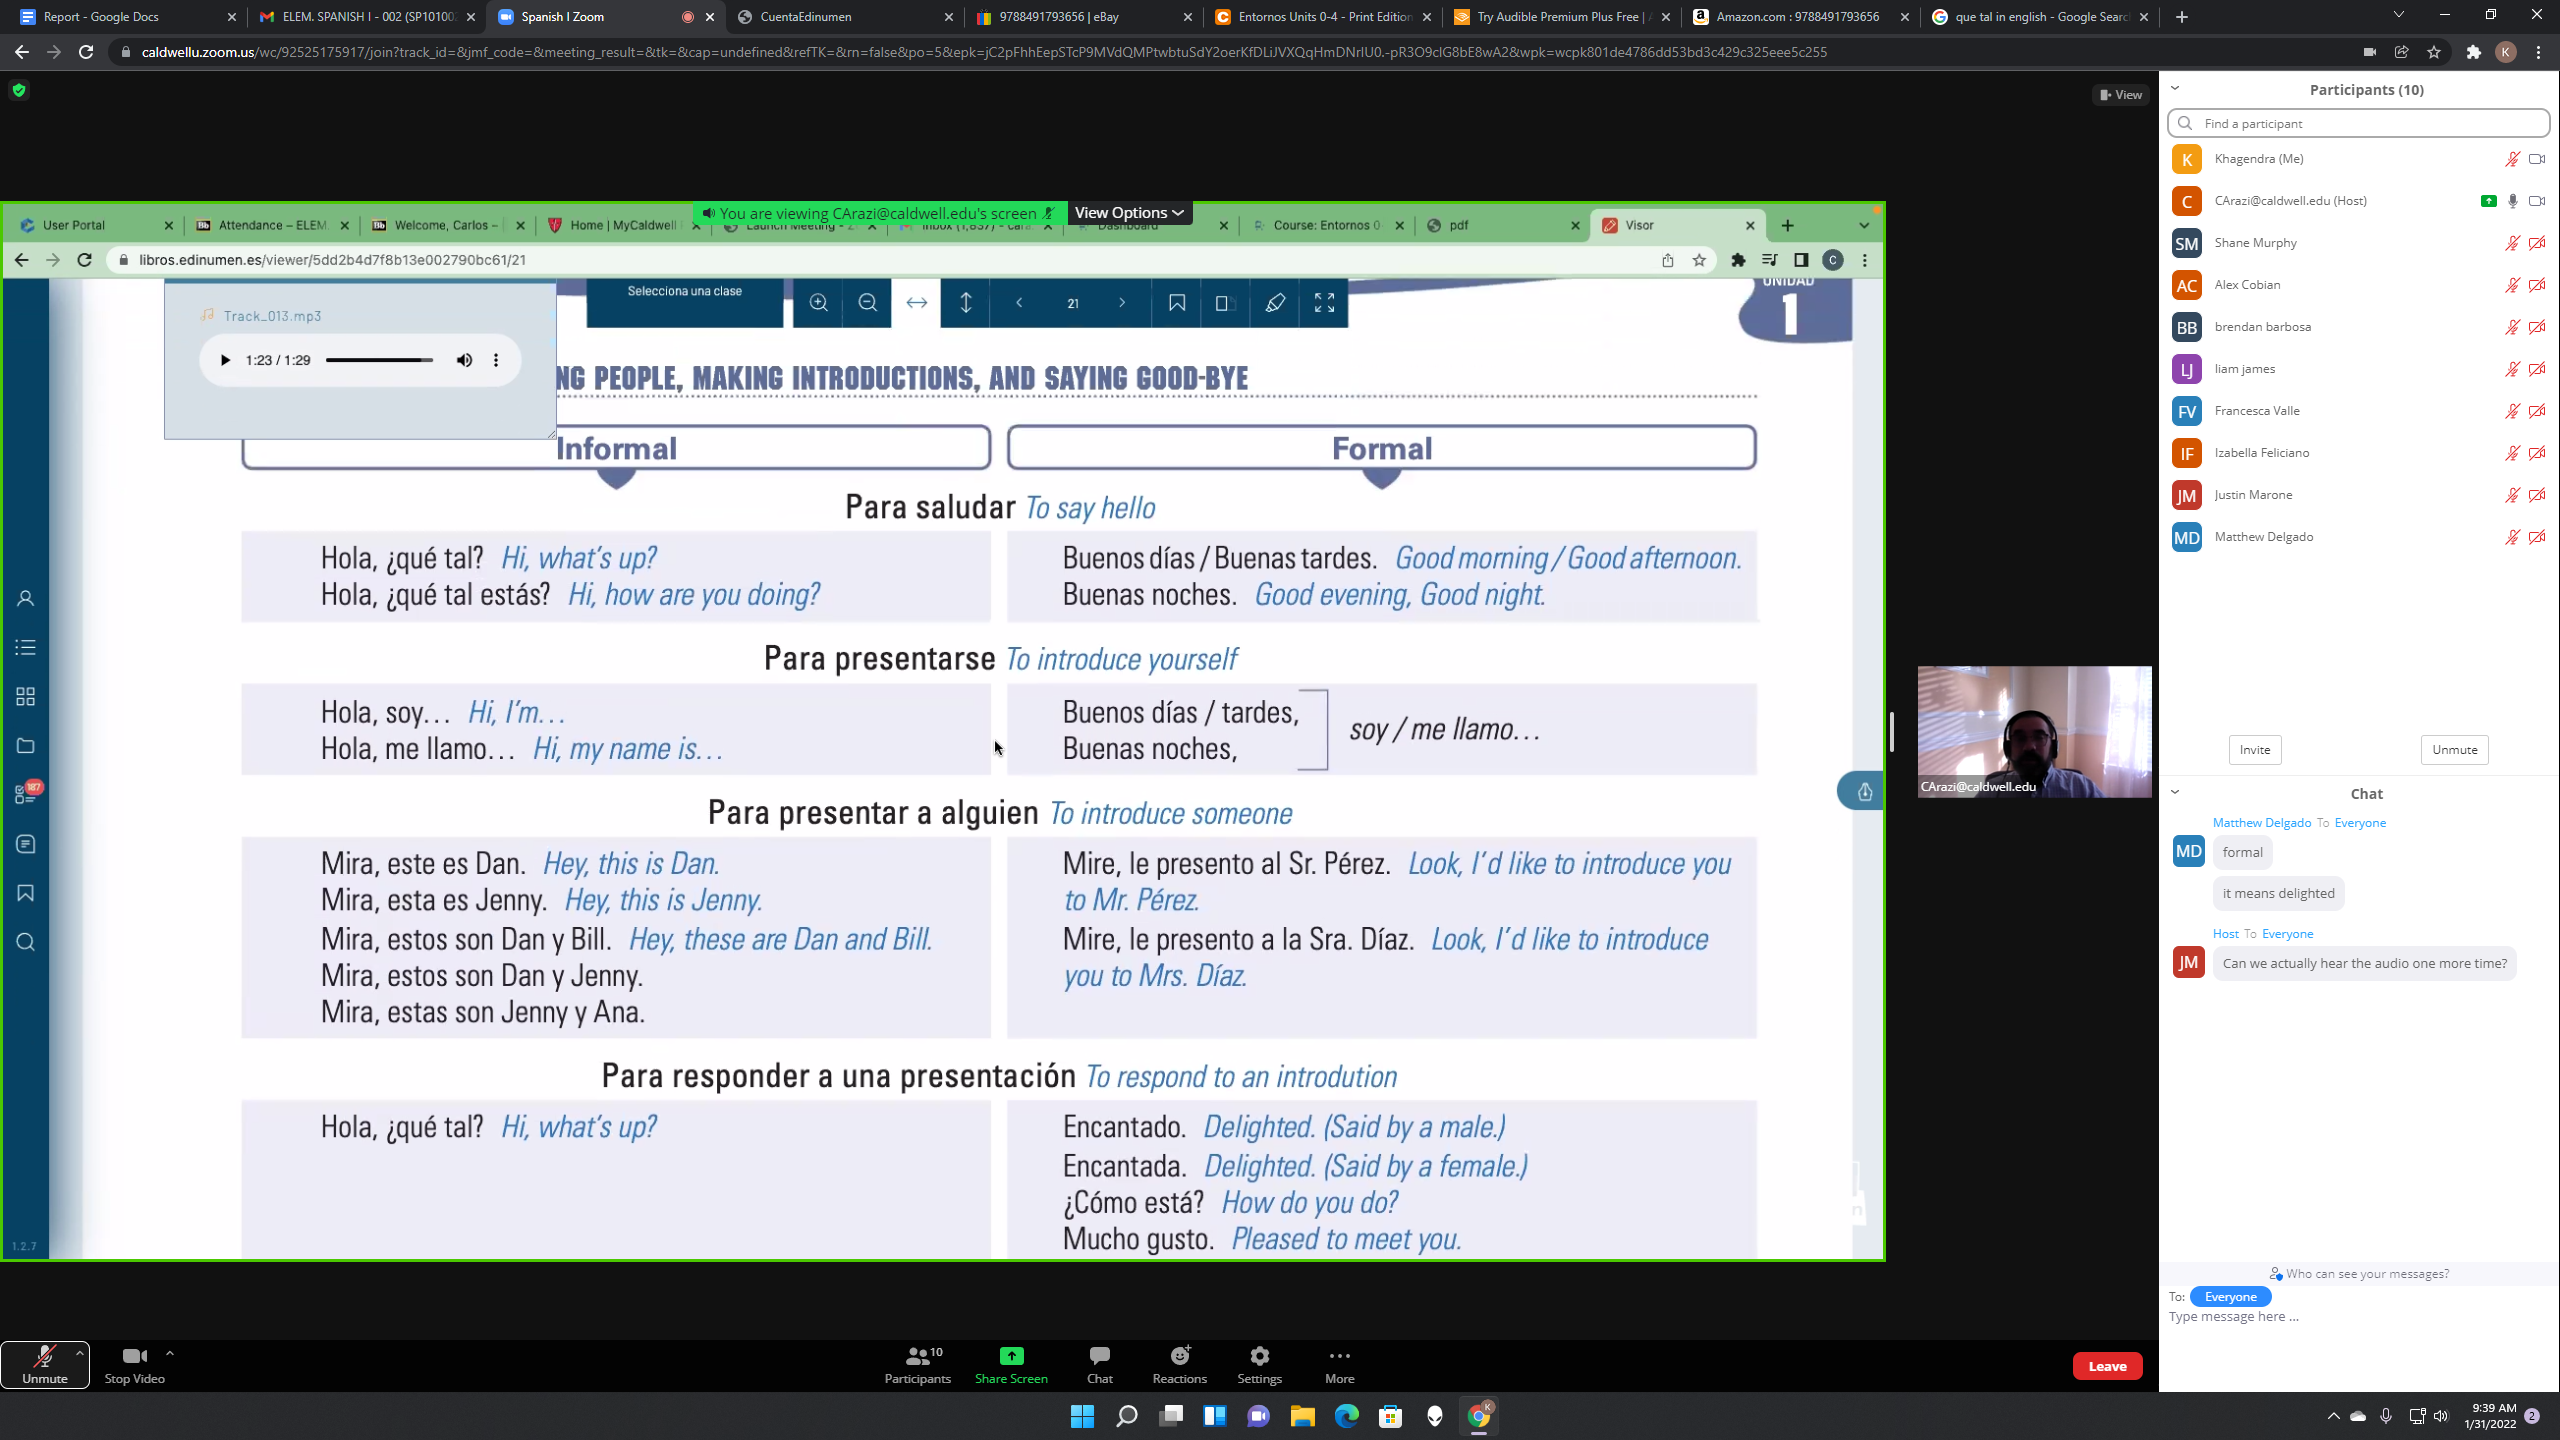 Report - Google Docs
ELEM. SPANISH I - 002 (SP101002
Spanish I Zoom
CuentaEdinumen
9788491793656 | eBay
Entornos Units 0-4 - Print Edition
Try Audible Premium Plus Free |
Amazon.com : 9788491793656
que tal in english - Google Searc
caldwellu.zoom.us/wc/92525175917/join?track_id=&jmf_code=&meeting_result=&tk=&cap=undefined&refTK=&rn=false&po=5&epk=
K
View
You are viewing CArazi@caldwell.edu's screen
View Options
User Portal
Attendance – ELEM.
Welcome, Carlos –
Home | MyCaldwell
Launch Meeting -
Dashboard
Course: Entornos 0-
pdf
Visor
libros.edinumen.es/viewer/5dd2b4d7f8b13e002790bc61/21
C
Track_013.mp3
1:23 / 1:29
Selecciona una clase
21
UNIDAD
1
NG PEOPLE, MAKING INTRODUCTIONS, AND SAYING GOOD-BYE
Informal
Formal
Para saludar To say hello
Hola, ¿qué tal? Hi, what's up?
Hola, ¿qué tal estás? Hi, how are you doing?
Buenos días / Buenas tardes. Good morning / Good afternoon.
Buenas noches. Good evening, Good night.
Para presentarse To introduce yourself
Hola, soy… Hi, I'm…
Hola, me llamo… Hi, my name is…
Buenos días / tardes,
Buenas noches,
soy / me llamo…
Para presentar a alguien To introduce someone
Mira, este es Dan. Hey, this is Dan.
Mira, esta es Jenny. Hey, this is Jenny.
Mira, estos son Dan y Bill. Hey, these are Dan and Bill.
Mira, estos son Dan y Jenny.
Mira, estas son Jenny y Ana.
Mire, le presento al Sr. Pérez. Look, I'd like to introduce you
to Mr. Pérez.
Mire, le presento a la Sra. Díaz. Look, I'd like to introduce
you to Mrs. Díaz.
Para responder a una presentación To respond to an introdution
Hola, ¿qué tal? Hi, what's up?
Encantado. Delighted. (Said by a male.)
Encantada. Delighted. (Said by a female.)
¿Cómo está? How do you do?
Mucho gusto. Pleased to meet you.
187
1.2.7
CArazi@caldwell.edu
Participants (10)
Find a participant
K Khagendra (Me)
C CArazi@caldwell.edu (Host)
SM Shane Murphy
AC Alex Cobian
BB brendan barbosa
LJ liam james
FV Francesca Valle
IF Izabella Feliciano
JM Justin Marone
MD Matthew Delgado
Invite
Unmute
Chat
Matthew Delgado To Everyone
MD formal
it means delighted
Host To Everyone
JM Can we actually hear the audio one more time?
Who can see your messages?
To: Everyone
Type message here ...
Unmute
Stop Video
10
Participants
Share Screen
Chat
Reactions
Settings
More
Leave
9:39 AM
1/31/2022
2